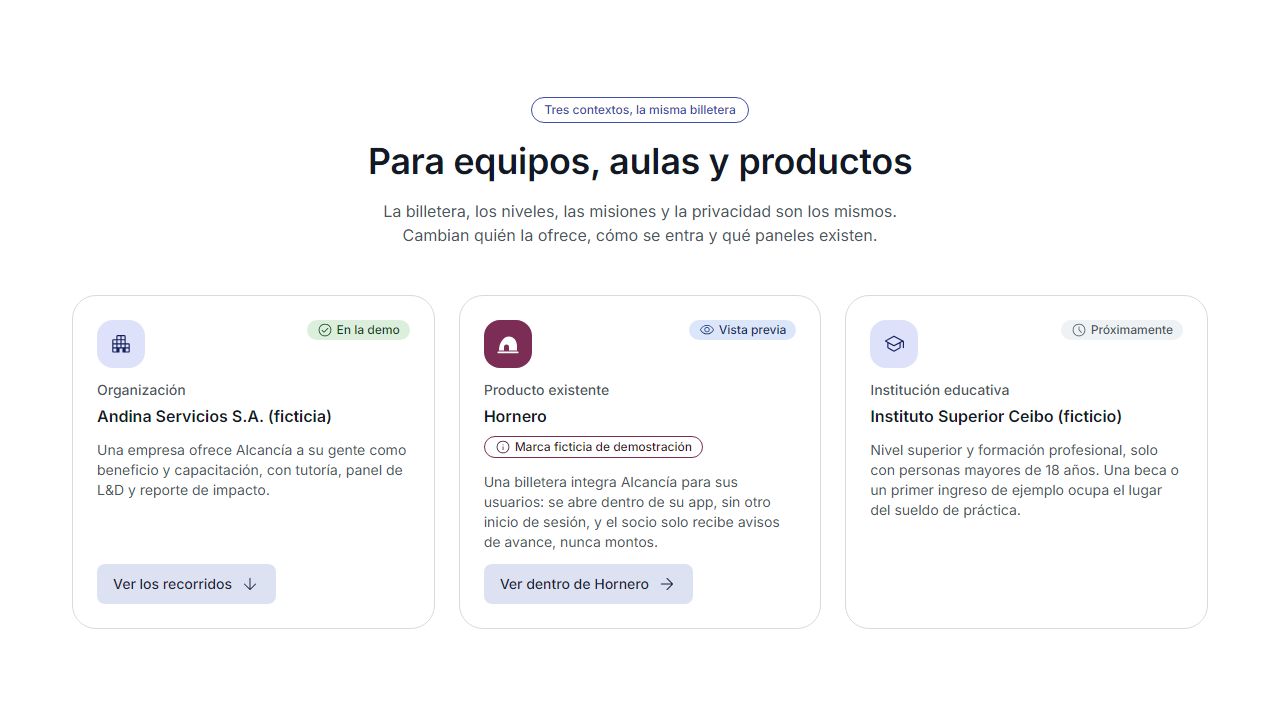 Tres contextos, la misma billetera
Para equipos, aulas y productos
La billetera, los niveles, las misiones y la privacidad son los mismos.
Cambian quién la ofrece, cómo se entra y qué paneles existen.
En la demo
Organización
Andina Servicios S.A. (ficticia)
Una empresa ofrece Alcancía a su gente como
beneficio y capacitación, con tutoría, panel de
L&D y reporte de impacto.
Ver los recorridos
Vista previa
Producto existente
Hornero
Marca ficticia de demostración
Una billetera integra Alcancía para sus
usuarios: se abre dentro de su app, sin otro
inicio de sesión, y el socio solo recibe avisos
de avance, nunca montos.
Ver dentro de Hornero
Próximamente
Institución educativa
Instituto Superior Ceibo (ficticio)
Nivel superior y formación profesional, solo
con personas mayores de 18 años. Una beca o
un primer ingreso de ejemplo ocupa el lugar
del sueldo de práctica.